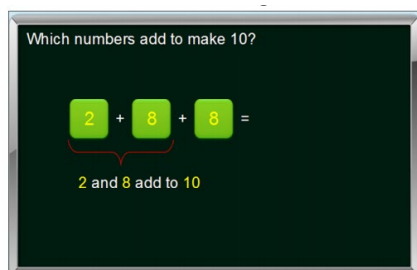 Which numbers add to make 10?
2 + 8 + 8 =
2 and 8 add to 10